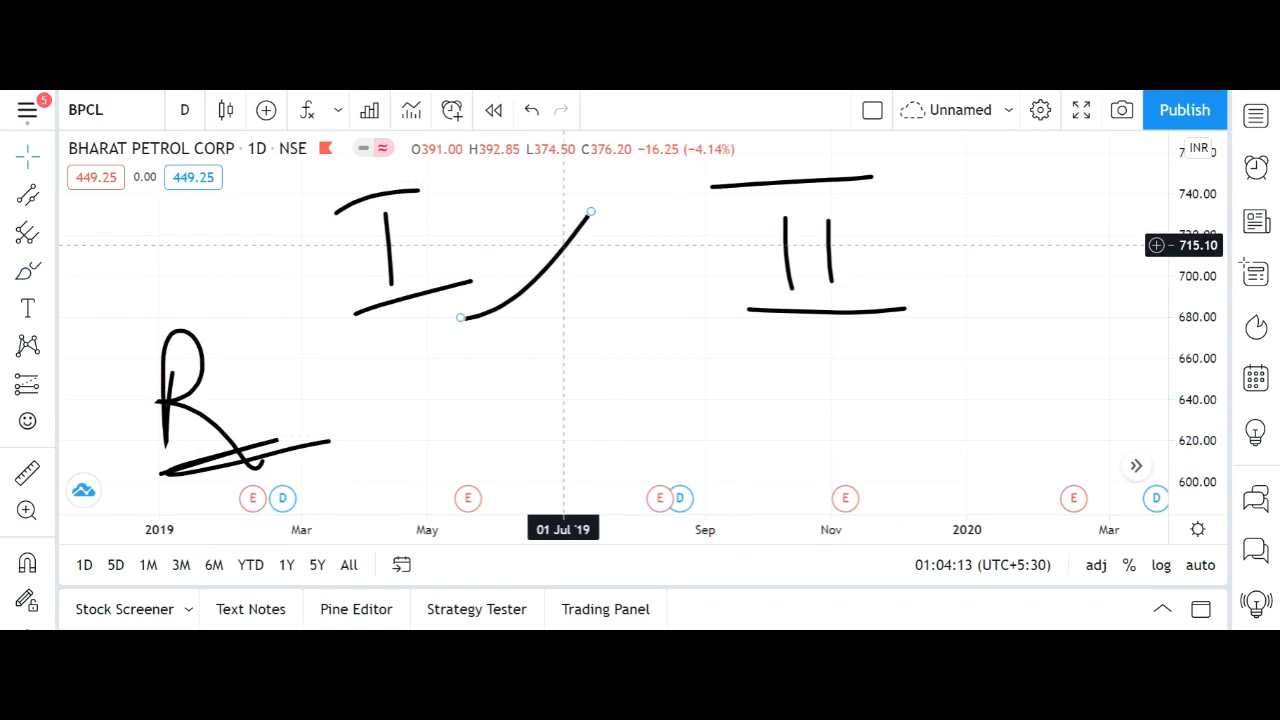 5
BPCL D Unnamed Publish
BHARAT PETROL CORP · 1D · NSE O391.00 H392.85 L374.50 C376.20 −16.25 (−4.14%) INR
449.25 0.00 449.25
740.00
I II
715.10
700.00
680.00
660.00
R
640.00
620.00
600.00
E D E E D E E D
2019 Mar May 01 Jul '19 Sep Nov 2020 Mar
1D 5D 1M 3M 6M YTD 1Y 5Y All 01:04:13 (UTC+5:30) adj % log auto
Stock Screener Text Notes Pine Editor Strategy Tester Trading Panel